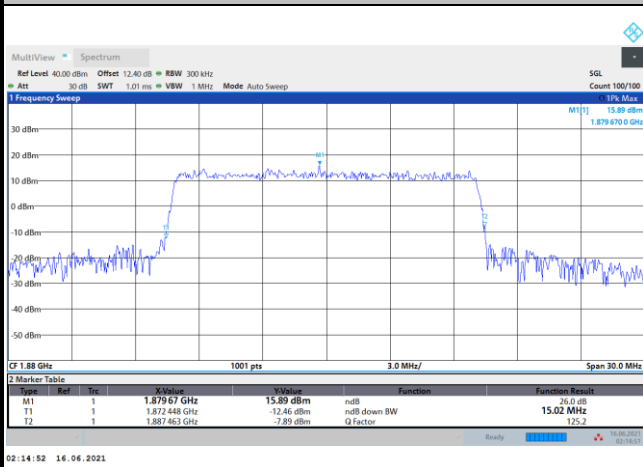 MultiView Spectrum
Ref Level 40.00 dBm Offset 12.40 dB RBW 300 kHz SGL
Att 30 dB SWT 1.01 ms VBW 1 MHz Mode Auto Sweep Count 100/100
1 Frequency Sweep 1Pk Max
M1[1] 15.89 dBm
1.879 670 0 GHz
30 dBm
20 dBm
M1
10 dBm
0 dBm
T2
-10 dBm
-20 dBm
-30 dBm
-40 dBm
-50 dBm
CF 1.88 GHz 1001 pts 3.0 MHz/ Span 30.0 MHz
2 Marker Table
Type Ref Trc X-Value Y-Value Function Function Result
M1 1 1.879 67 GHz 15.89 dBm ndB 26.0 dB
T1 1 1.872 448 GHz -12.46 dBm ndB down BW 15.02 MHz
T2 1 1.887 463 GHz -7.89 dBm Q Factor 125.2
Ready 16.06.2021
02:14:51
02:14:52 16.06.2021